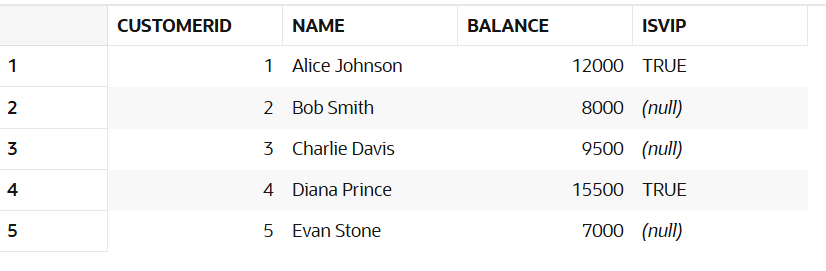 CUSTOMERID NAME BALANCE ISVIP
1 1 Alice Johnson 12000 TRUE
2 2 Bob Smith 8000 (null)
3 3 Charlie Davis 9500 (null)
4 4 Diana Prince 15500 TRUE
5 5 Evan Stone 7000 (null)